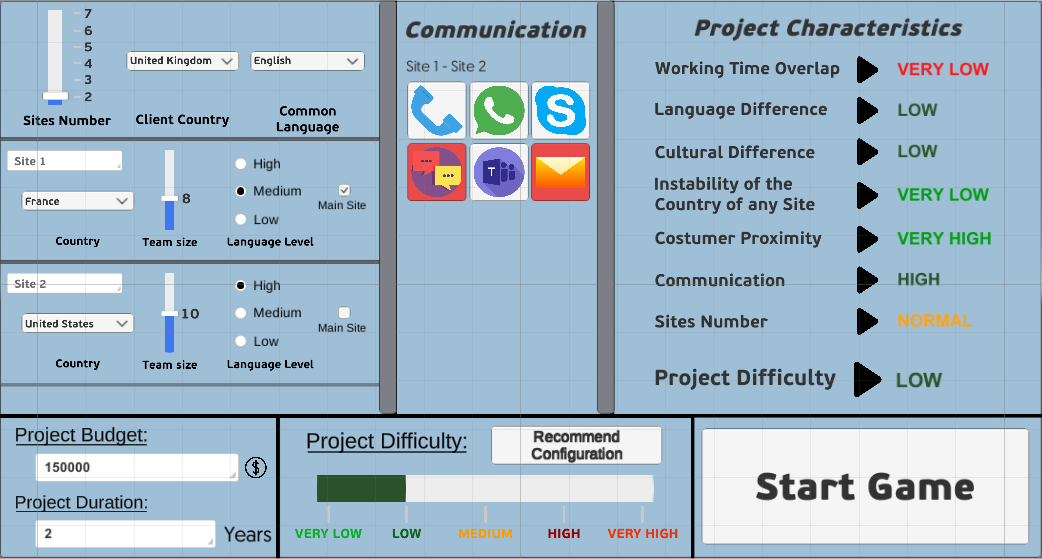 7
6
5
4
3
2
Sites Number
United Kingdom
Client Country
English
Common
Language
Site 1
France
Country
8
Team size
High
Medium
Low
Language Level
Main Site
Site 2
United States
Country
10
Team size
High
Medium
Low
Language Level
Main Site
Communication
Site 1 - Site 2
T
Project Characteristics
Working Time Overlap VERY LOW
Language Difference LOW
Cultural Difference LOW
Instability of the
Country of any Site VERY LOW
Costumer Proximity VERY HIGH
Communication HIGH
Sites Number NORMAL
Project Difficulty LOW
Project Budget:
150000
$
Project Duration:
2 Years
Project Difficulty:
Recommend
Configuration
VERY LOW LOW MEDIUM HIGH VERY HIGH
Start Game